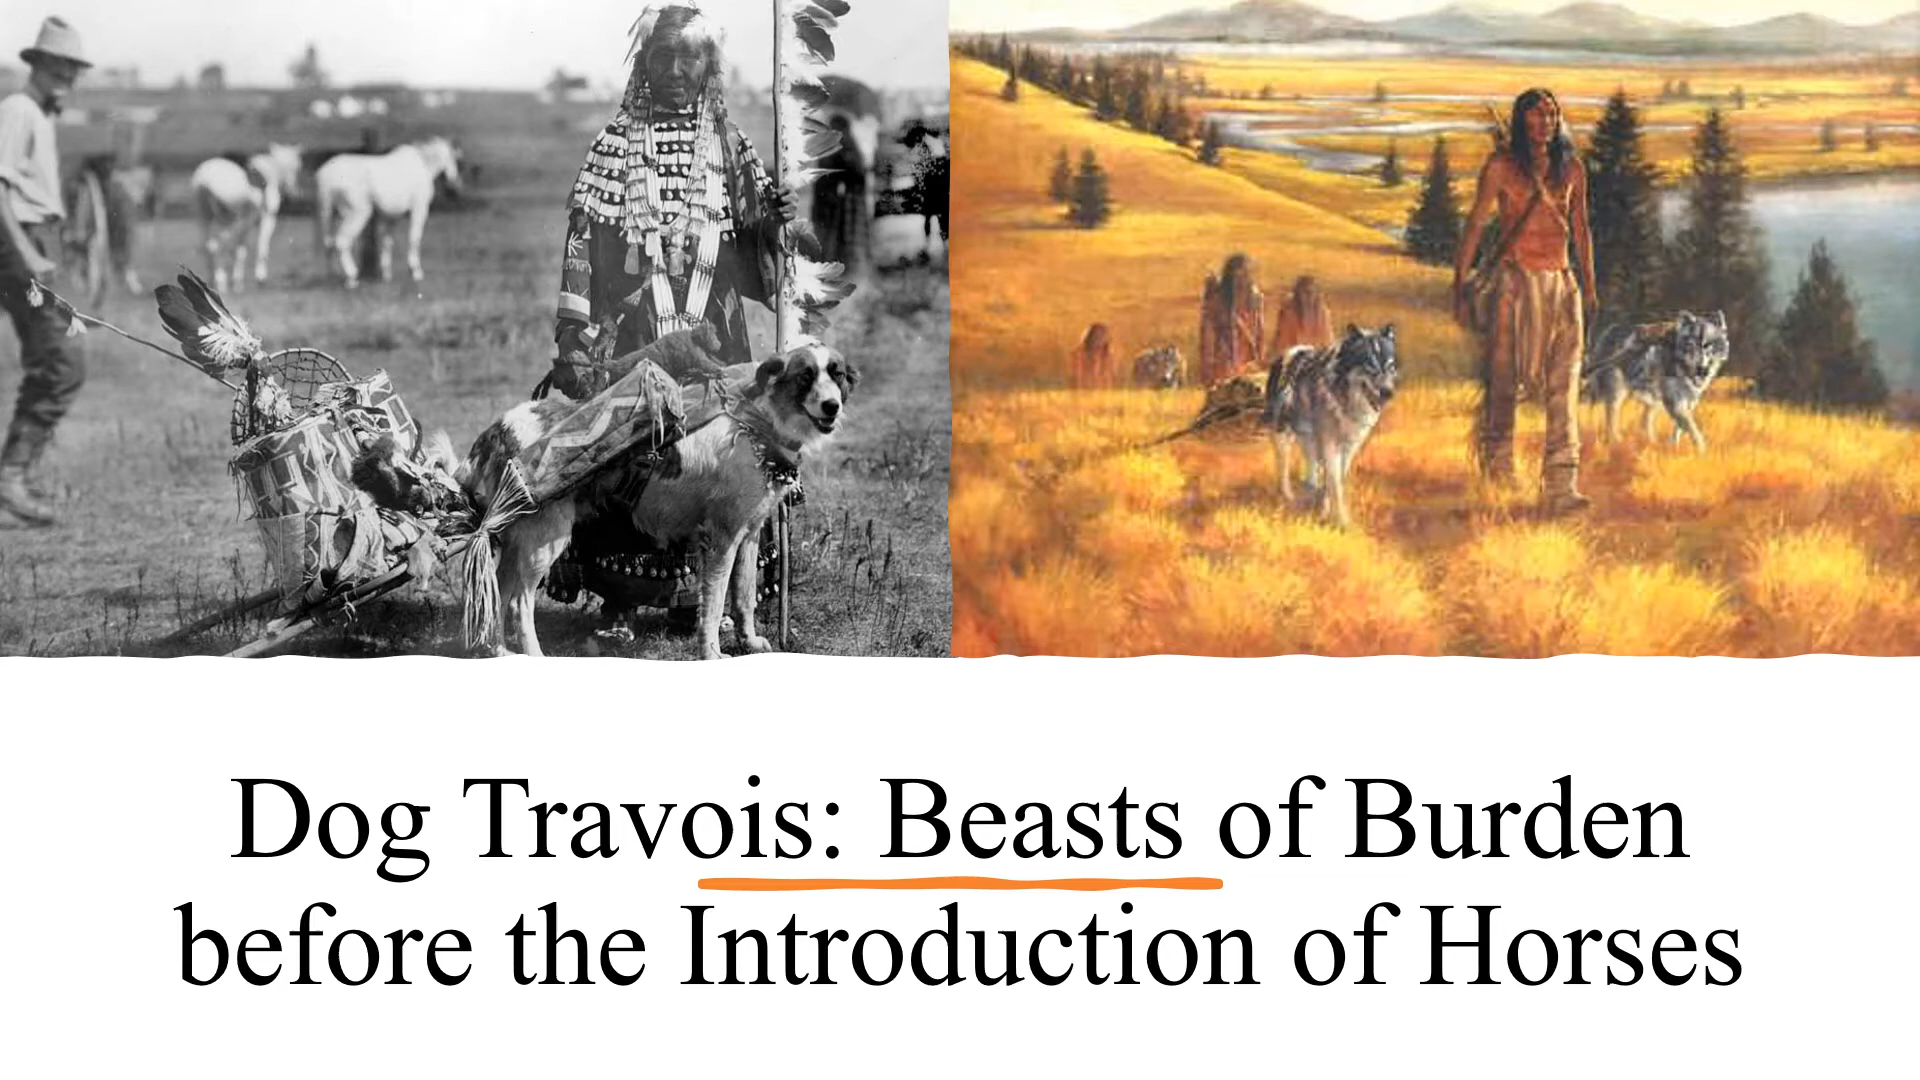 Dog Travois: Beasts of Burden
before the Introduction of Horses